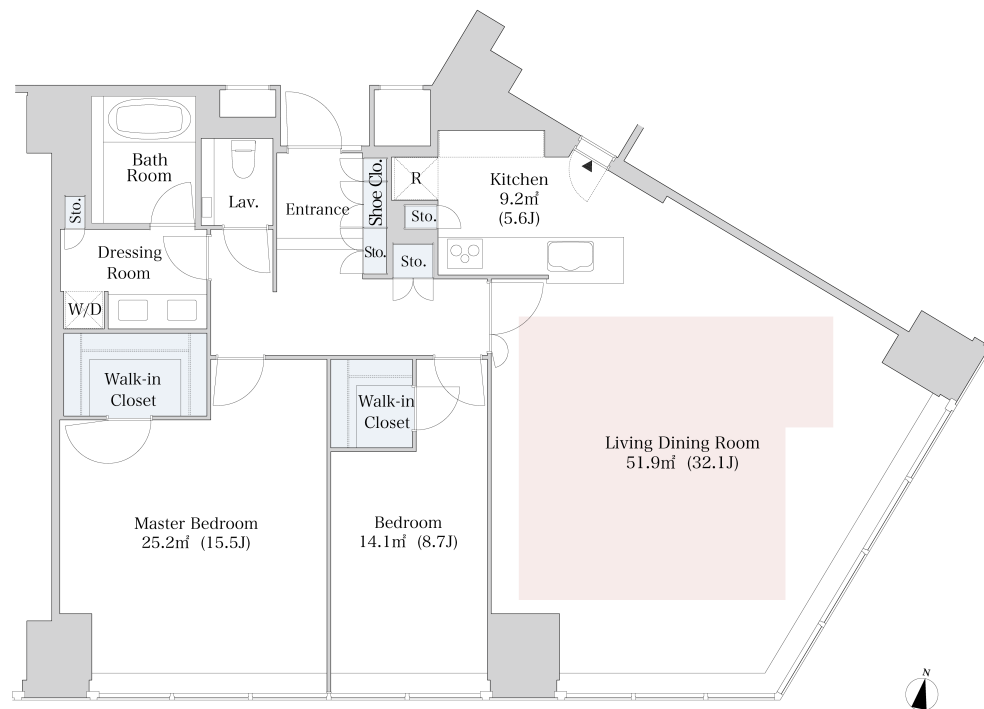 Bath
Room
Lav.
Entrance
Shoe Clo.
Sto.
R
Sto.
Sto.
Kitchen
9.2㎡
(5.6J)
Sto.
Dressing
Room
W/D
Walk-in
Closet
Walk-in
Closet
Living Dining Room
51.9㎡ (32.1J)
Master Bedroom
25.2㎡ (15.5J)
Bedroom
14.1㎡ (8.7J)
N